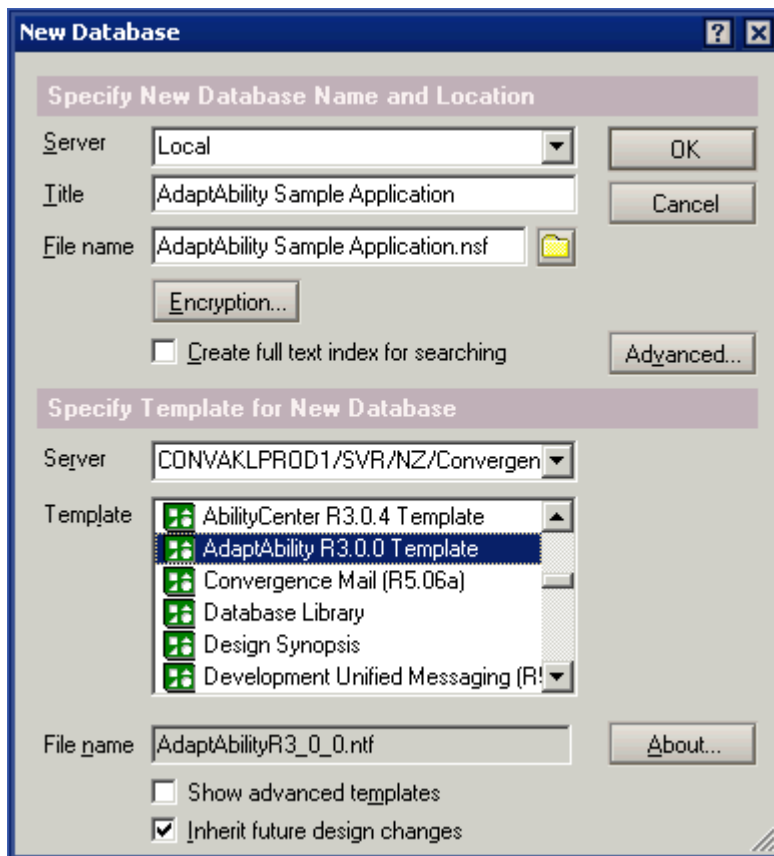 New Database
Specify New Database Name and Location
Server Local OK
Title AdaptAbility Sample Application Cancel
File name AdaptAbility Sample Application.nsf
Encryption...
Create full text index for searching Advanced...
Specify Template for New Database
Server CONVAKLPROD1/SVR/NZ/Convergen
Template AbilityCenter R3.0.4 Template
AdaptAbility R3.0.0 Template
Convergence Mail (R5.06a)
Database Library
Design Synopsis
Development Unified Messaging (R5
File name AdaptAbilityR3_0_0.ntf About...
Show advanced templates
Inherit future design changes